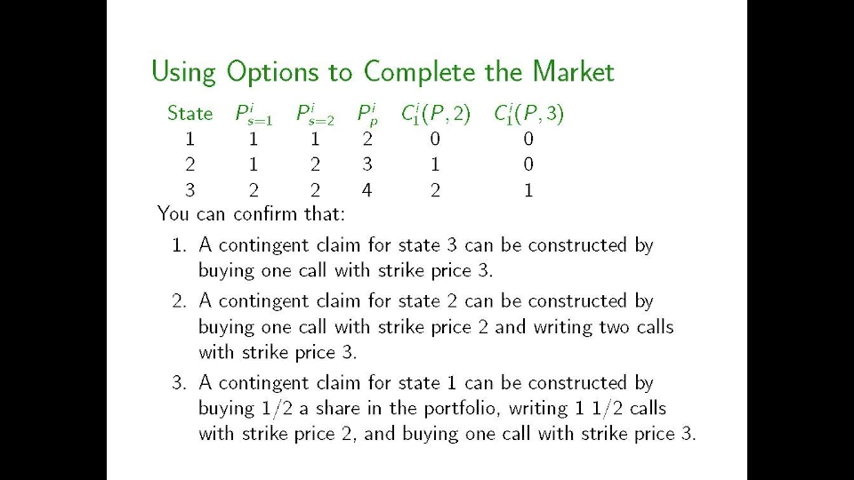 Using Options to Complete the Market
State P^i_{s=1} P^i_{s=2} P^i_p C^i_1(P, 2) C^i_1(P, 3)
1 1 1 2 0 0
2 1 2 3 1 0
3 2 2 4 2 1
You can confirm that:
1. A contingent claim for state 3 can be constructed by
buying one call with strike price 3.
2. A contingent claim for state 2 can be constructed by
buying one call with strike price 2 and writing two calls
with strike price 3.
3. A contingent claim for state 1 can be constructed by
buying 1/2 a share in the portfolio, writing 1 1/2 calls
with strike price 2, and buying one call with strike price 3.